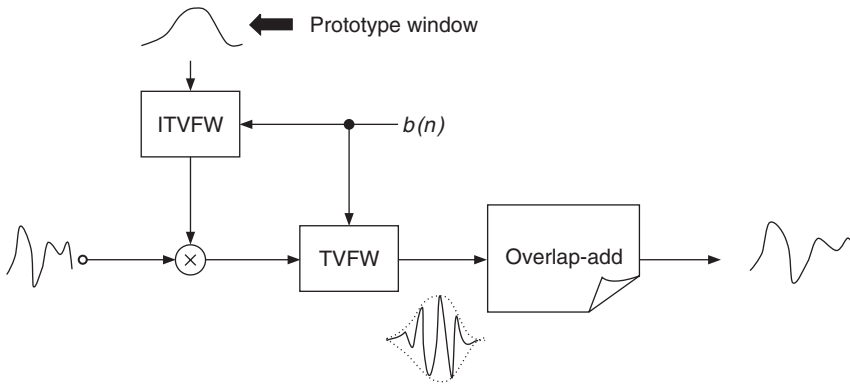 Prototype window
ITVFW
b(n)
×
TVFW
Overlap-add